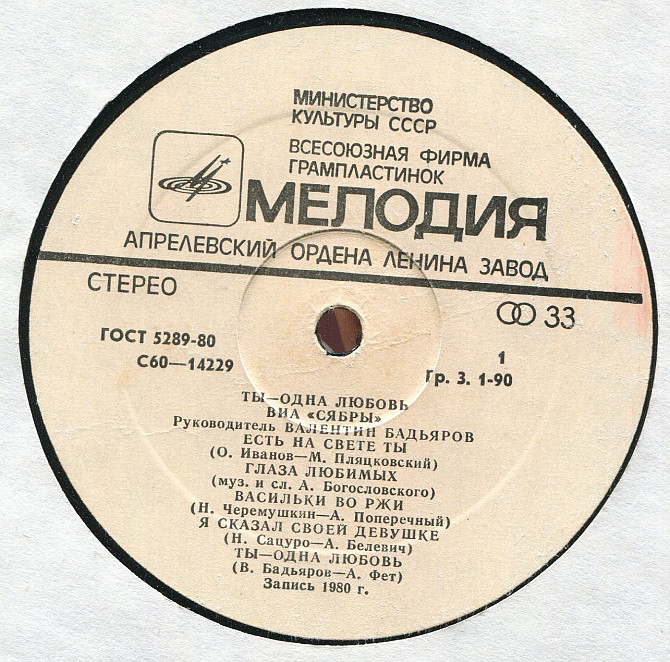 МИНИСТЕРСТВО
КУЛЬТУРЫ СССР
ВСЕСОЮЗНАЯ ФИРМА
ГРАМПЛАСТИНОК
МЕЛОДИЯ
АПРЕЛЕВСКИЙ ОРДЕНА ЛЕНИНА ЗАВОД
СТЕРЕО
33
ГОСТ 5289-80
С60—14229
1
Гр. 3. 1-90
ТЫ—ОДНА ЛЮБОВЬ
ВИА «СЯБРЫ»
Руководитель ВАЛЕНТИН БАДЬЯРОВ
ЕСТЬ НА СВЕТЕ ТЫ
(О. Иванов—М. Пляцковский)
ГЛАЗА ЛЮБИМЫХ
(муз. и сл. А. Богословского)
ВАСИЛЬКИ ВО РЖИ
(Н. Черемушкин—А. Поперечный)
Я СКАЗАЛ СВОЕЙ ДЕВУШКЕ
(Н. Сацуро—А. Белевич)
ТЫ—ОДНА ЛЮБОВЬ
(В. Бадьяров—А. Фет)
Запись 1980 г.